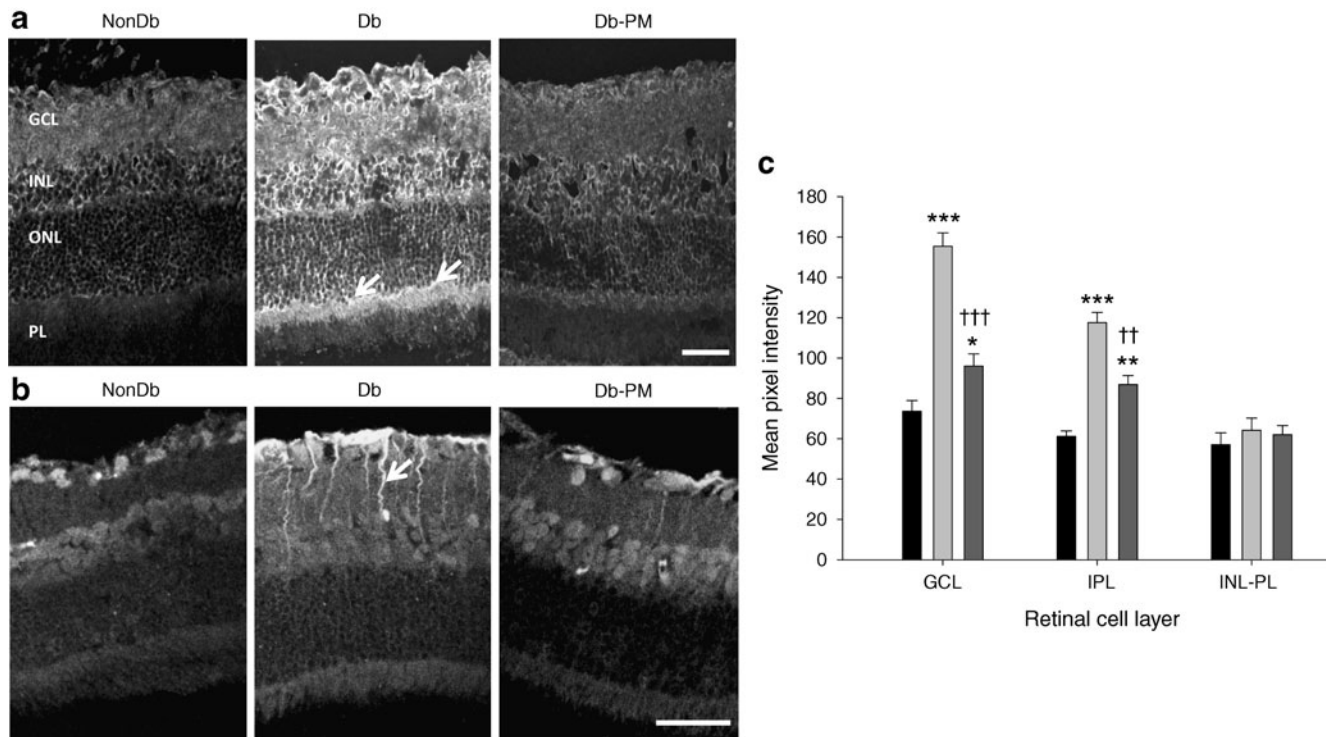 a
NonDb Db Db-PM
GCL
INL
ONL
PL
b
NonDb Db Db-PM
c
Mean pixel intensity
180
160
140
120
100
80
60
40
20
0
***
†††
*
***
††
**
GCL IPL INL-PL
Retinal cell layer